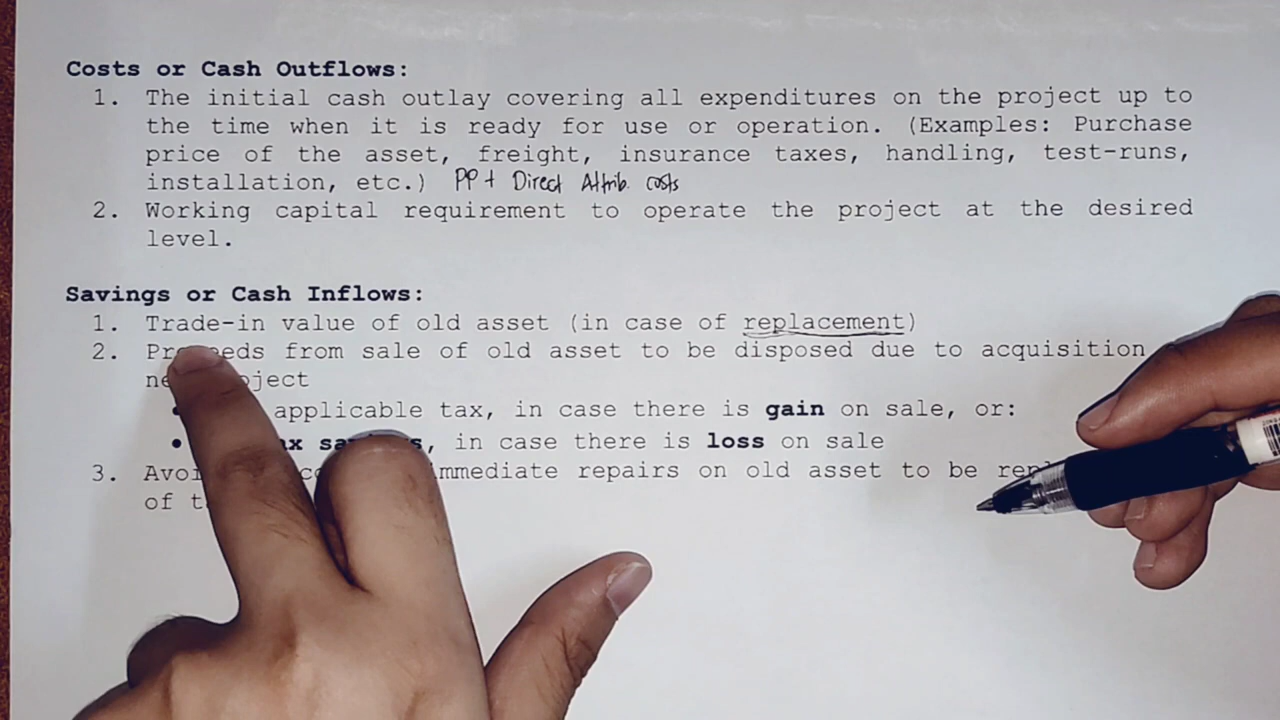 Costs or Cash Outflows:
1. The initial cash outlay covering all expenditures on the project up to
the time when it is ready for use or operation. (Examples: Purchase
price of the asset, freight, insurance taxes, handling, test-runs,
installation, etc.) PP + Direct Attrib. costs
2. Working capital requirement to operate the project at the desired
level.
Savings or Cash Inflows:
1. Trade-in value of old asset (in case of replacement)
2. Proceeds from sale of old asset to be disposed due to acquisition
• applicable tax, in case there is gain on sale, or:
• in case there is loss on sale
3. immediate repairs on old asset to be
of